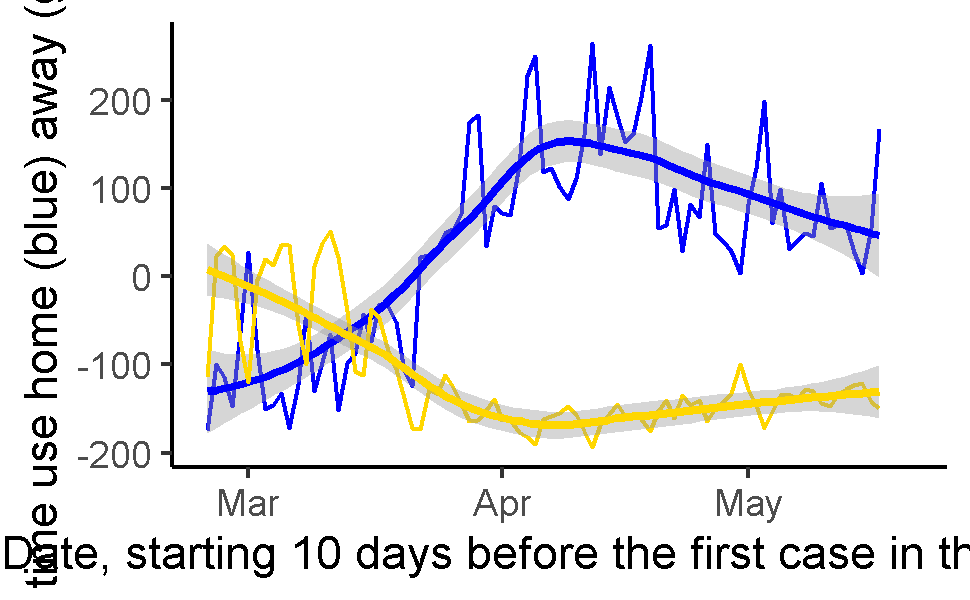 time use home (blue) away (
200
100
0
-100
-200
Mar Apr May
Date, starting 10 days before the first case in th